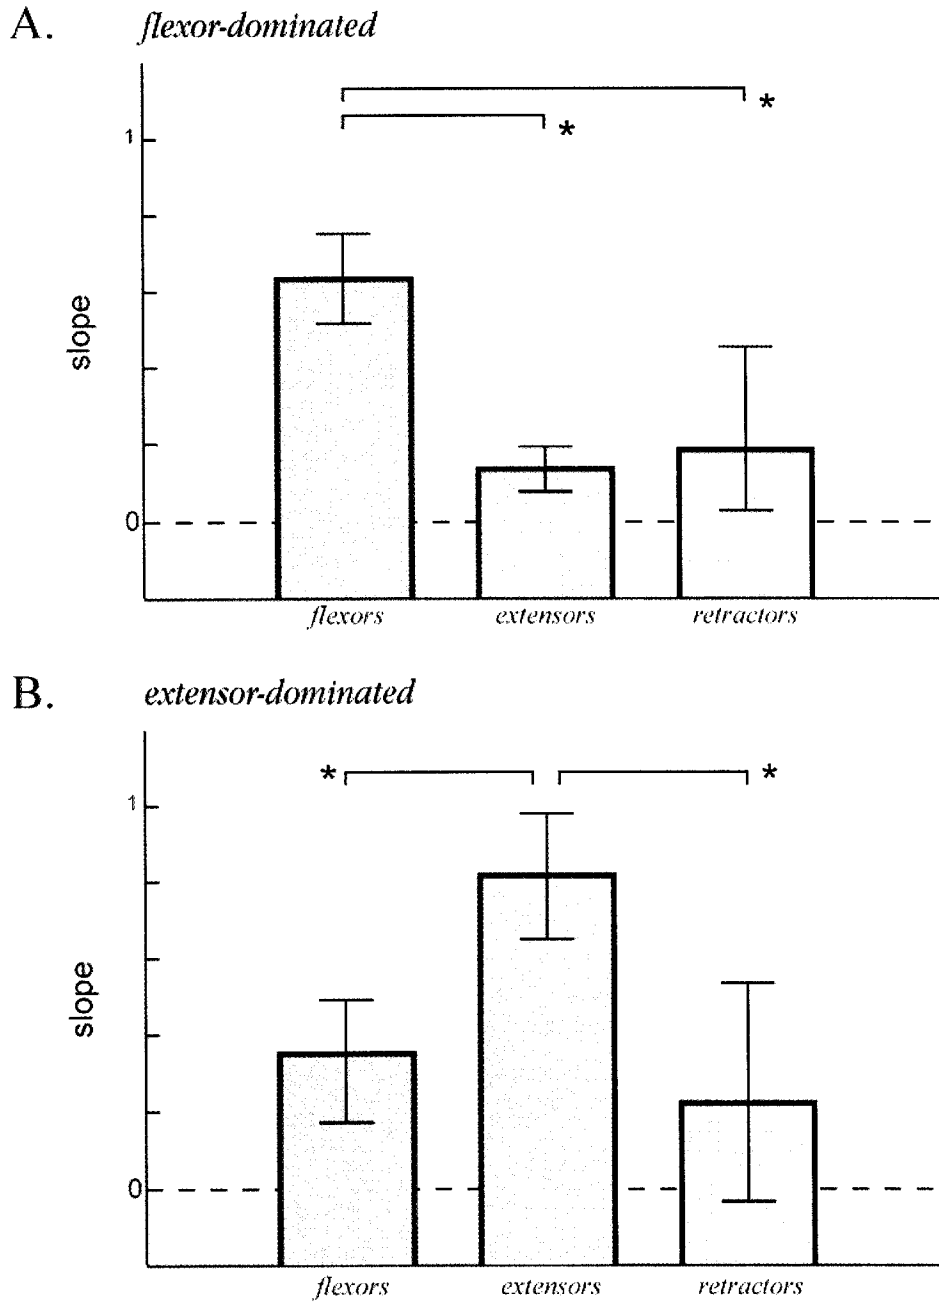 A. flexor-dominated
* *
1
slope
0
flexors extensors retractors
B. extensor-dominated
* *
1
slope
0
flexors extensors retractors